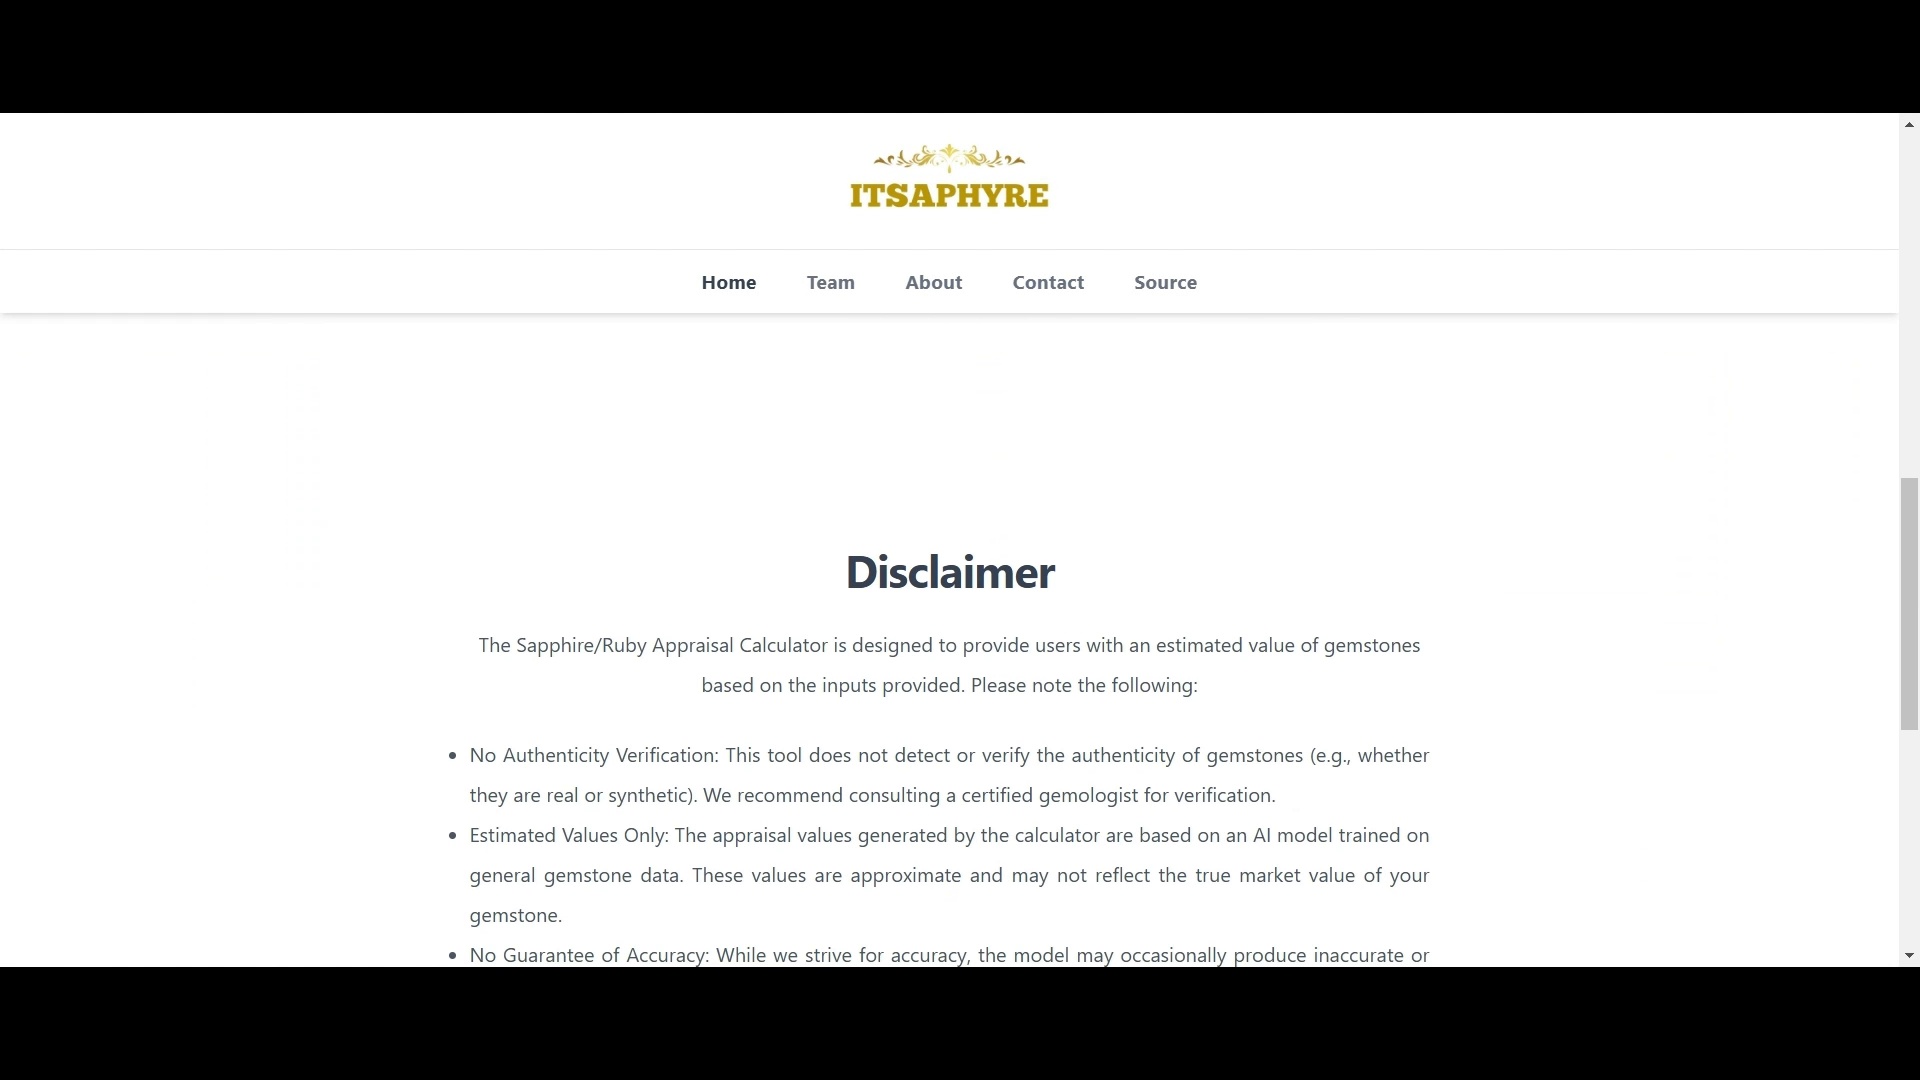 ITSAPHYRE
Home Team About Contact Source
Disclaimer
The Sapphire/Ruby Appraisal Calculator is designed to provide users with an estimated value of gemstones
based on the inputs provided. Please note the following:
• No Authenticity Verification: This tool does not detect or verify the authenticity of gemstones (e.g., whether
they are real or synthetic). We recommend consulting a certified gemologist for verification.
• Estimated Values Only: The appraisal values generated by the calculator are based on an AI model trained on
general gemstone data. These values are approximate and may not reflect the true market value of your
gemstone.
• No Guarantee of Accuracy: While we strive for accuracy, the model may occasionally produce inaccurate or